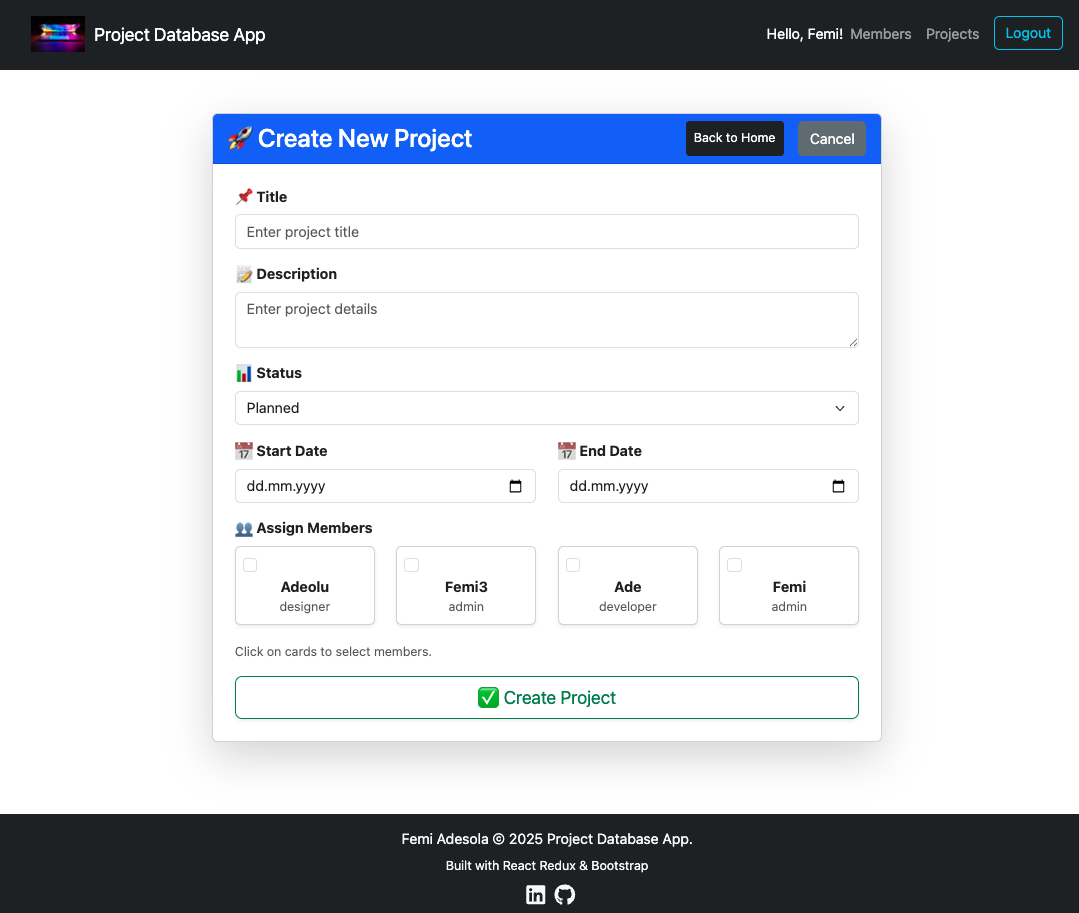 Project Database App
Hello, Femi! Members Projects Logout
🚀 Create New Project Back to Home Cancel
📌 Title
Enter project title
📝 Description
Enter project details
📊 Status
Planned
📅 Start Date 📅 End Date
dd.mm.yyyy dd.mm.yyyy
👥 Assign Members
Adeolu Femi3 Ade Femi
designer admin developer admin
Click on cards to select members.
✅ Create Project
Femi Adesola © 2025 Project Database App.
Built with React Redux & Bootstrap